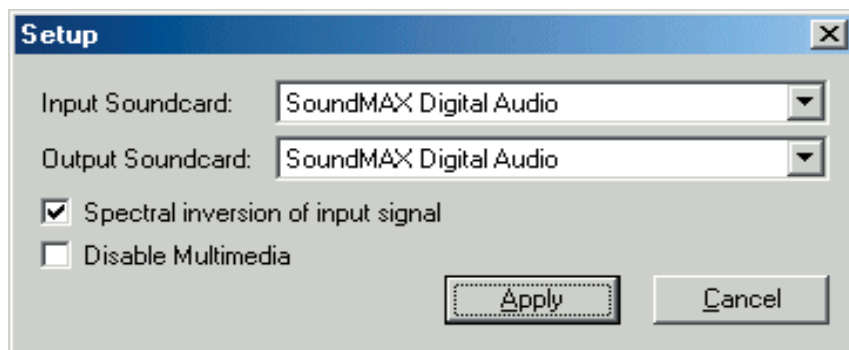 Setup
Input Soundcard: SoundMAX Digital Audio
Output Soundcard: SoundMAX Digital Audio
Spectral inversion of input signal
Disable Multimedia
Apply Cancel